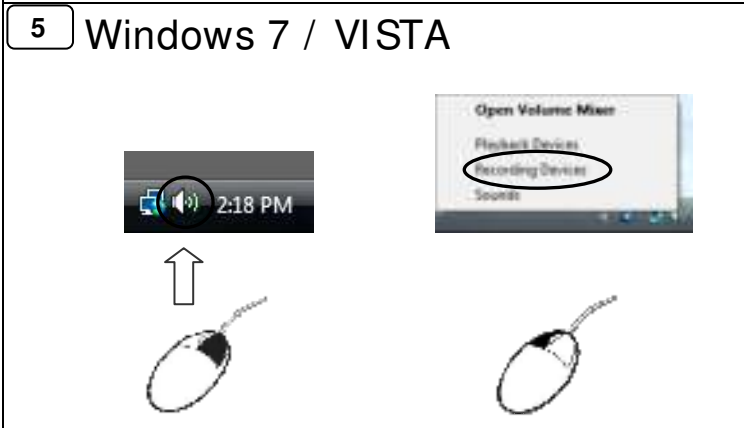 5 Windows 7 / VISTA
Open Volume Mixer
Playback Devices
Recording Devices
Sounds
2:18 PM